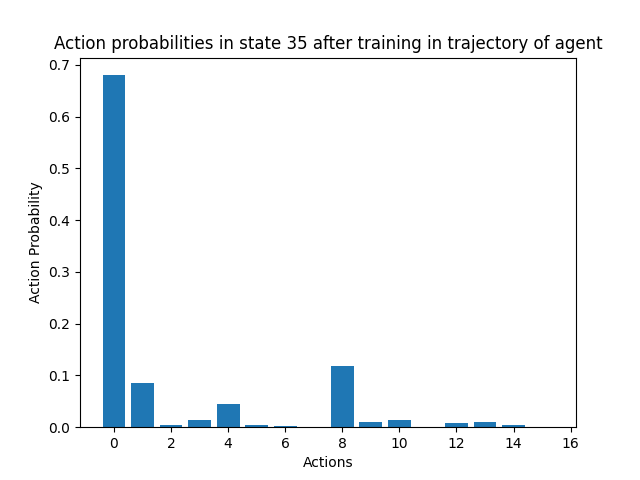 Action probabilities in state 35 after training in trajectory of agent
0.7
0.6
0.5
0.4
0.3
0.2
0.1
0.0
Action Probability
0 2 4 6 8 10 12 14 16
Actions